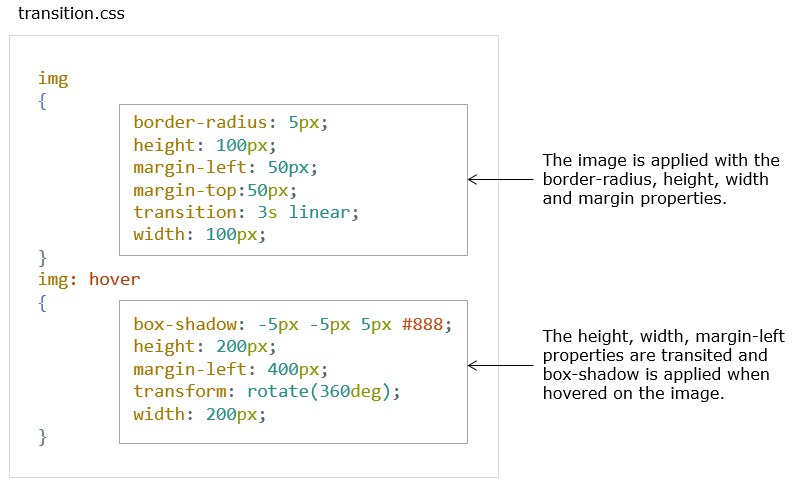 transition.css
img
{
border-radius: 5px;
height: 100px;
margin-left: 50px;
margin-top:50px;
transition: 3s linear;
width: 100px;
}
The image is applied with the
border-radius, height, width
and margin properties.
img: hover
{
box-shadow: -5px -5px 5px #888;
height: 200px;
margin-left: 400px;
transform: rotate(360deg);
width: 200px;
}
The height, width, margin-left
properties are transited and
box-shadow is applied when
hovered on the image.